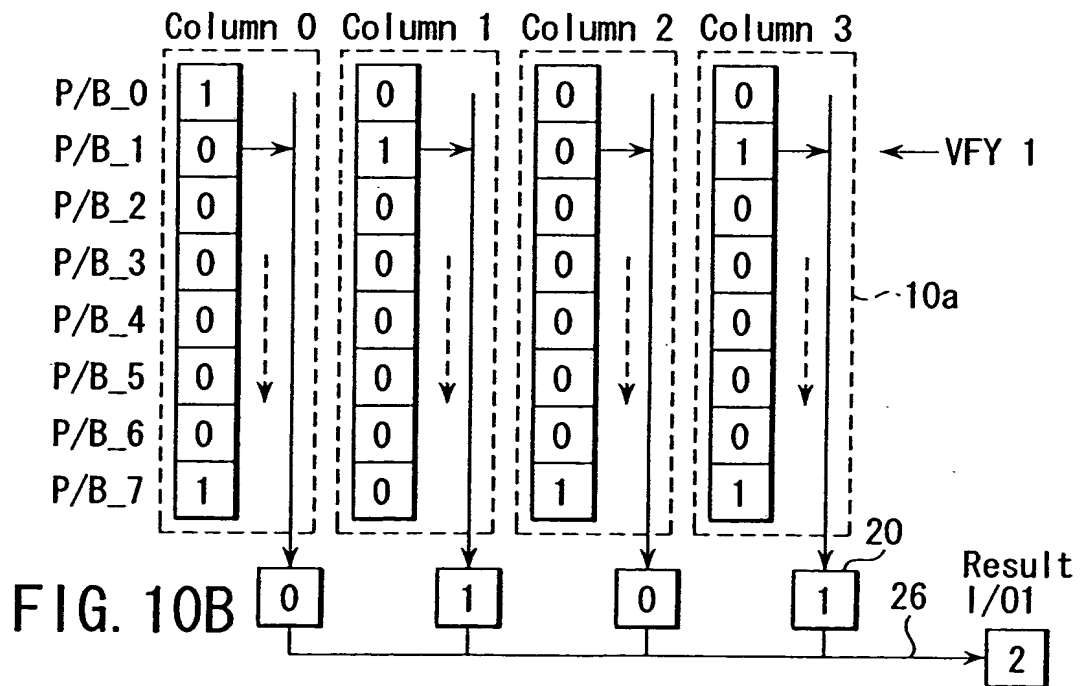 Column 0 Column 1 Column 2 Column 3
P/B_0 1 0 0 0
P/B_1 0 1 0 1 VFY 1
P/B_2 0 0 0 0
P/B_3 0 0 0 0
10a
P/B_4 0 0 0 0
P/B_5 0 0 0 0
P/B_6 0 0 0 0
P/B_7 1 0 1 1
20
Result
I/O1
FIG. 10B 0 1 0 1 26
2